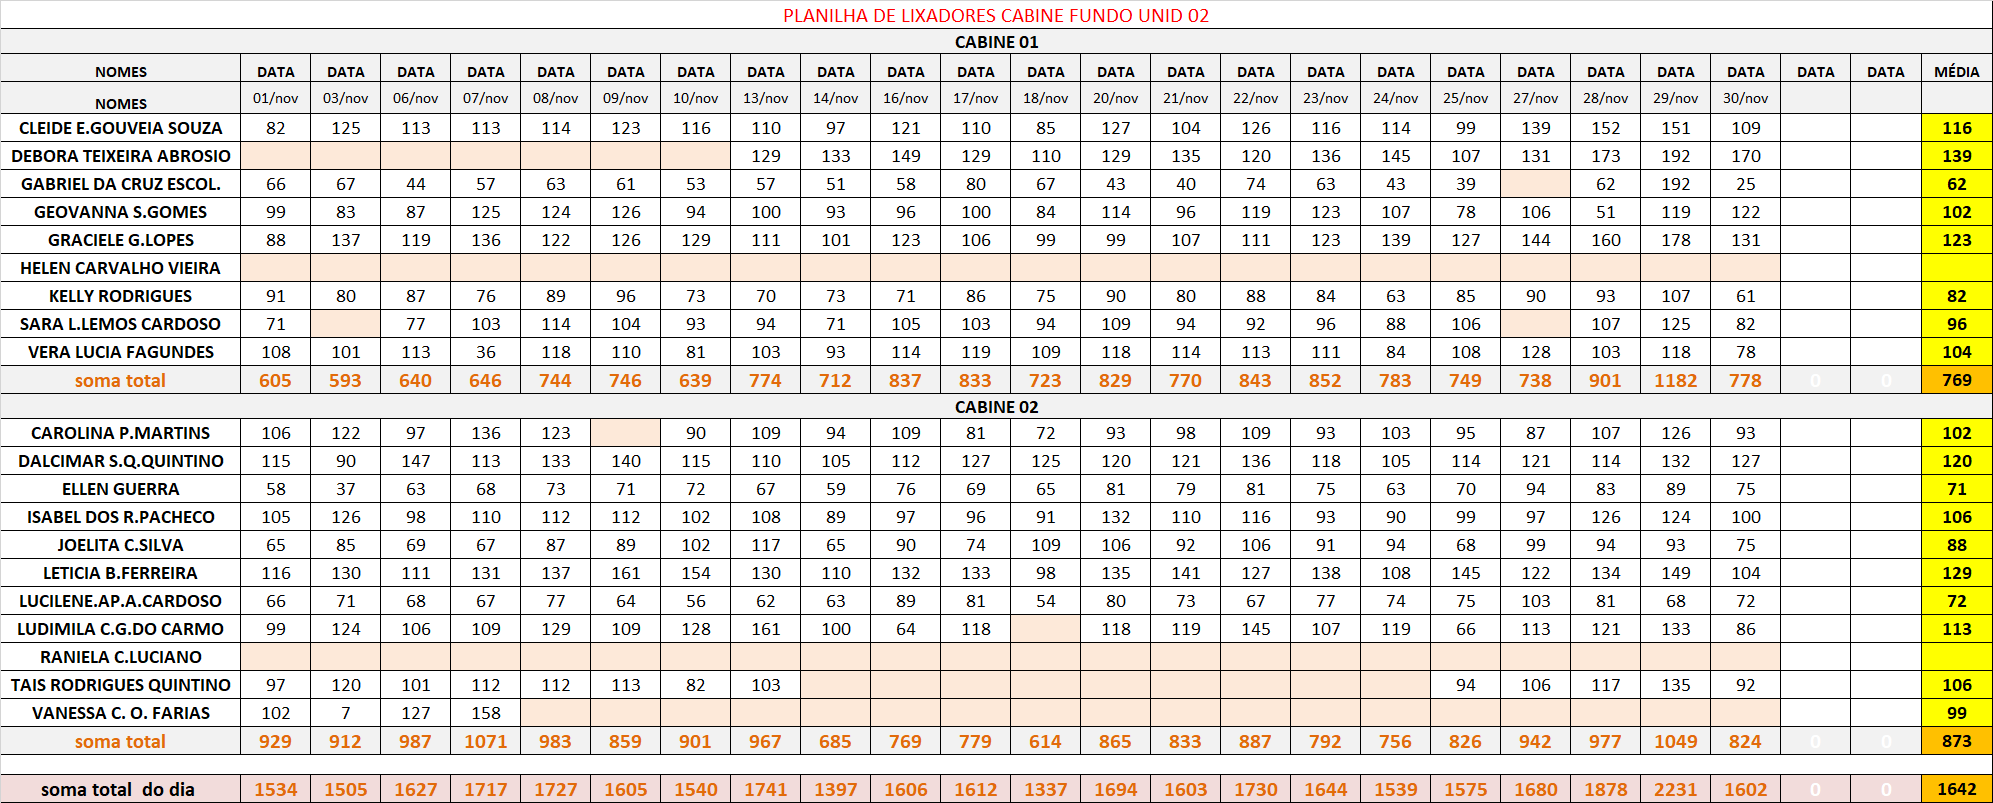 PLANILHA DE LIXADORES CABINE FUNDO UNID 02
CABINE 01
NOMES DATA DATA DATA DATA DATA DATA DATA DATA DATA DATA DATA DATA DATA DATA DATA DATA DATA DATA DATA DATA DATA DATA DATA DATA MÉDIA
NOMES 01/nov 03/nov 06/nov 07/nov 08/nov 09/nov 10/nov 13/nov 14/nov 16/nov 17/nov 18/nov 20/nov 21/nov 22/nov 23/nov 24/nov 25/nov 27/nov 28/nov 29/nov 30/nov
CLEIDE E.GOUVEIA SOUZA 82 125 113 113 114 123 116 110 97 121 110 85 127 104 126 116 114 99 139 152 151 109 116
DEBORA TEIXEIRA ABROSIO 129 133 149 129 110 129 135 120 136 145 107 131 173 192 170 139
GABRIEL DA CRUZ ESCOL. 66 67 44 57 63 61 53 57 51 58 80 67 43 40 74 63 43 39 62 192 25 62
GEOVANNA S.GOMES 99 83 87 125 124 126 94 100 93 96 100 84 114 96 119 123 107 78 106 51 119 122 102
GRACIELE G.LOPES 88 137 119 136 122 126 129 111 101 123 106 99 99 107 111 123 139 127 144 160 178 131 123
HELEN CARVALHO VIEIRA
KELLY RODRIGUES 91 80 87 76 89 96 73 70 73 71 86 75 90 80 88 84 63 85 90 93 107 61 82
SARA L.LEMOS CARDOSO 71 77 103 114 104 93 94 71 105 103 94 109 94 92 96 88 106 107 125 82 96
VERA LUCIA FAGUNDES 108 101 113 36 118 110 81 103 93 114 119 109 118 114 113 111 84 108 128 103 118 78 104
soma total 605 593 640 646 744 746 639 774 712 837 833 723 829 770 843 852 783 749 738 901 1182 778 0 0 769
CABINE 02
CAROLINA P.MARTINS 106 122 97 136 123 90 109 94 109 81 72 93 98 109 93 103 95 87 107 126 93 102
DALCIMAR S.Q.QUINTINO 115 90 147 113 133 140 115 110 105 112 127 125 120 121 136 118 105 114 121 114 132 127 120
ELLEN GUERRA 58 37 63 68 73 71 72 67 59 76 69 65 81 79 81 75 63 70 94 83 89 75 71
ISABEL DOS R.PACHECO 105 126 98 110 112 112 102 108 89 97 96 91 132 110 116 93 90 99 97 126 124 100 106
JOELITA C.SILVA 65 85 69 67 87 89 102 117 65 90 74 109 106 92 106 91 94 68 99 94 93 75 88
LETICIA B.FERREIRA 116 130 111 131 137 161 154 130 110 132 133 98 135 141 127 138 108 145 122 134 149 104 129
LUCILENE.AP.A.CARDOSO 66 71 68 67 77 64 56 62 63 89 81 54 80 73 67 77 74 75 103 81 68 72 72
LUDIMILA C.G.DO CARMO 99 124 106 109 129 109 128 161 100 64 118 118 119 145 107 119 66 113 121 133 86 113
RANIELA C.LUCIANO
TAIS RODRIGUES QUINTINO 97 120 101 112 112 113 82 103 94 106 117 135 92 106
VANESSA C. O. FARIAS 102 7 127 158 99
soma total 929 912 987 1071 983 859 901 967 685 769 779 614 865 833 887 792 756 826 942 977 1049 824 0 0 873
soma total do dia 1534 1505 1627 1717 1727 1605 1540 1741 1397 1606 1612 1337 1694 1603 1730 1644 1539 1575 1680 1878 2231 1602 0 0 1642